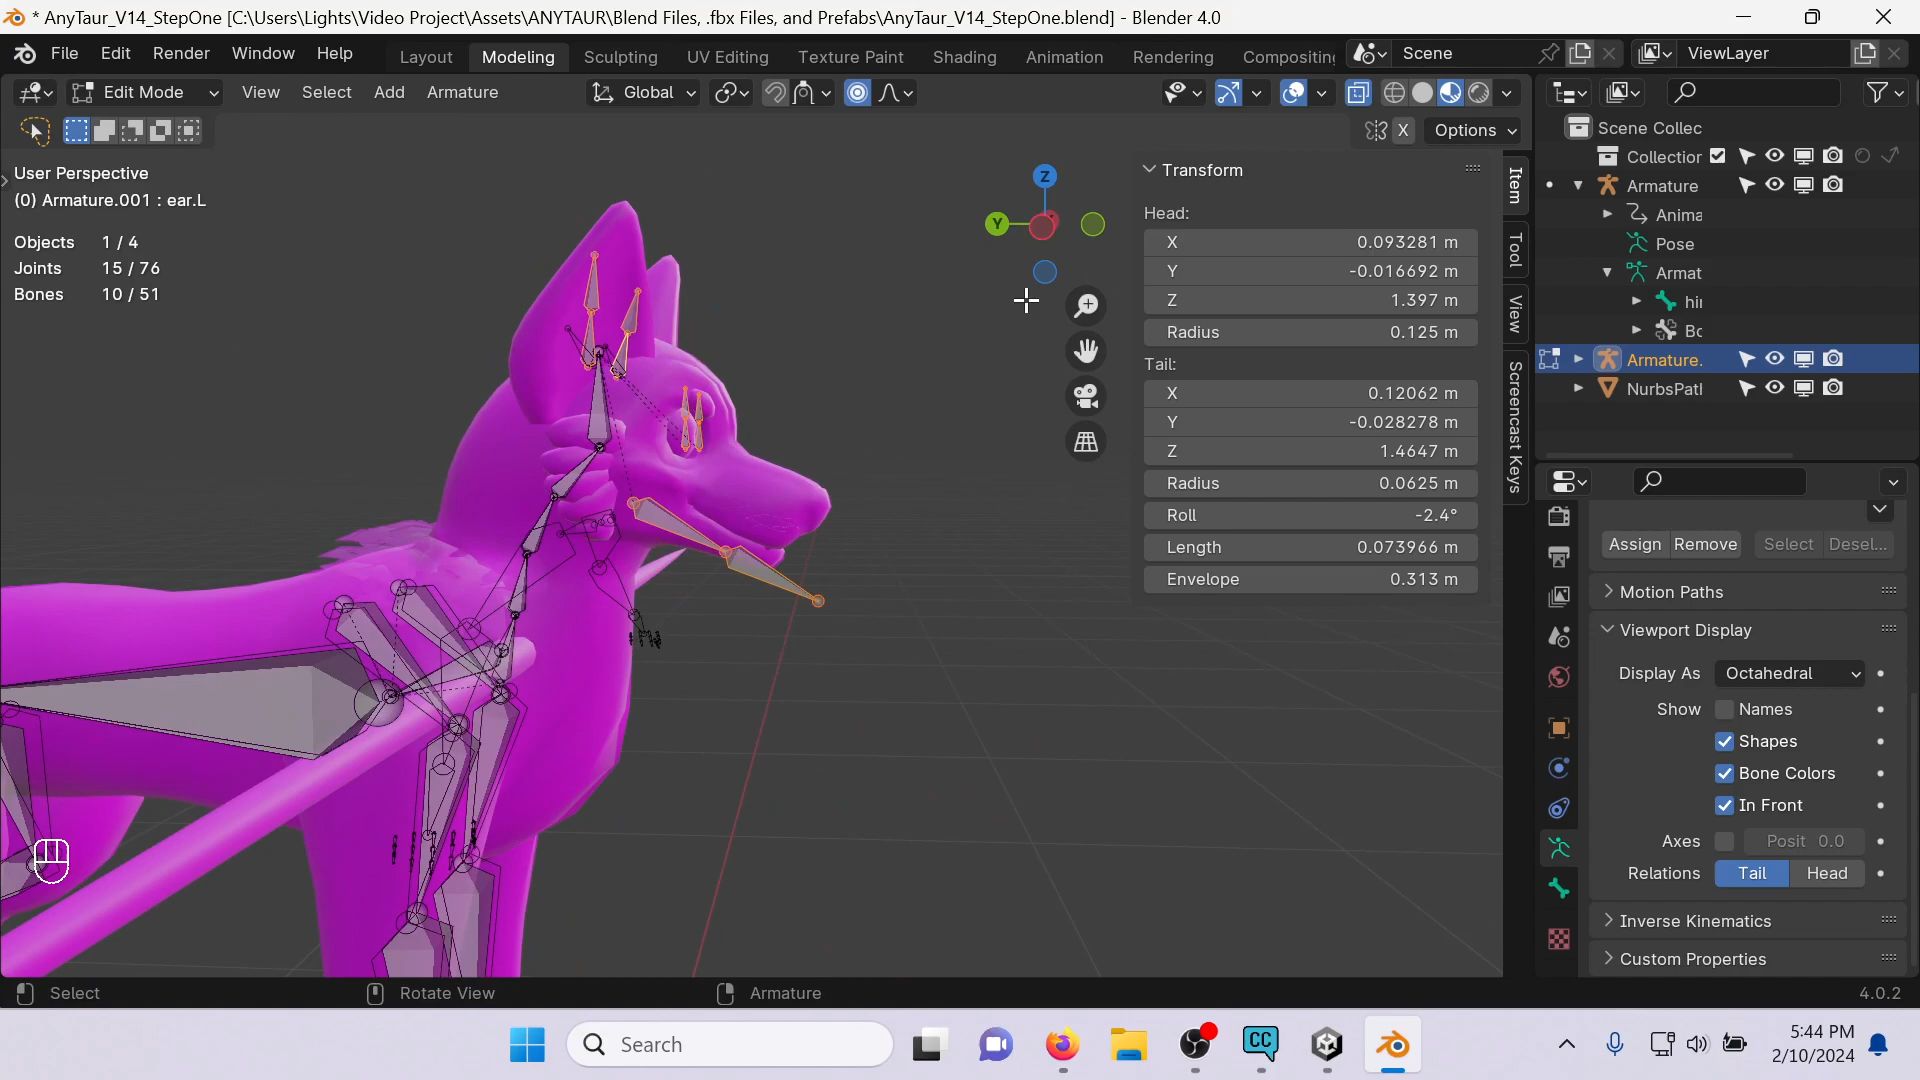 * AnyTaur_V14_StepOne [C:\Users\Lights\Video Project\Assets\ANYTAUR\Blend Files, .fbx Files, and Prefabs\AnyTaur_V14_StepOne.blend] - Blender 4.0
File Edit Render Window Help Layout Modeling Sculpting UV Editing Texture Paint Shading Animation Rendering Compositing Scene ViewLayer
Edit Mode View Select Add Armature Global
X Options
User Perspective
(0) Armature.001 : ear.L
Objects 1 / 4
Joints 15 / 76
Bones 10 / 51
Z
Y
Transform
Head:
X 0.093281 m
Y -0.016692 m
Z 1.397 m
Radius 0.125 m
Tail:
X 0.12062 m
Y -0.028278 m
Z 1.4647 m
Radius 0.0625 m
Roll -2.4°
Length 0.073966 m
Envelope 0.313 m
Item
Tool
View
Screencast Keys
Scene Collec
Collectior
Armature
Anima
Pose
Armat
hi
Bc
Armature.
NurbsPatl
Assign Remove Select Desel...
Motion Paths
Viewport Display
Display As Octahedral
Show Names
Shapes
Bone Colors
In Front
Axes Posit 0.0
Relations Tail Head
Inverse Kinematics
Custom Properties
Select Rotate View Armature 4.0.2
Search
CC
5:44 PM
2/10/2024